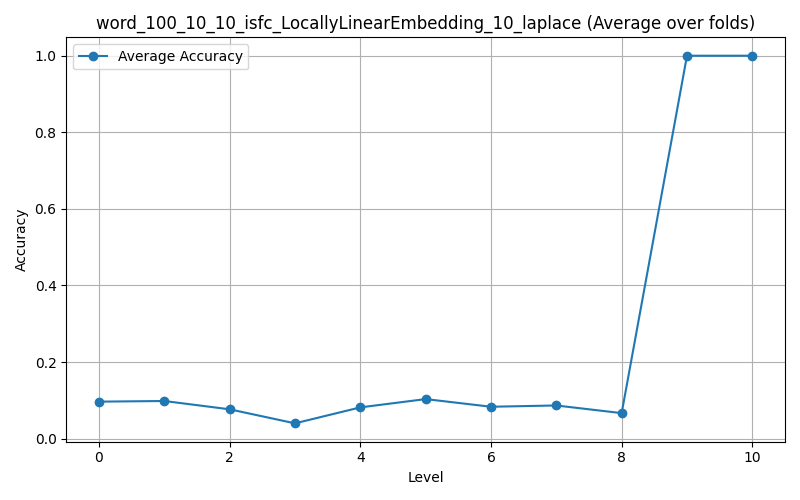 word_100_10_10_isfc_LocallyLinearEmbedding_10_laplace (Average over folds)
Average Accuracy
1.0
0.8
0.6
0.4
0.2
0.0
Accuracy
0 2 4 6 8 10
Level